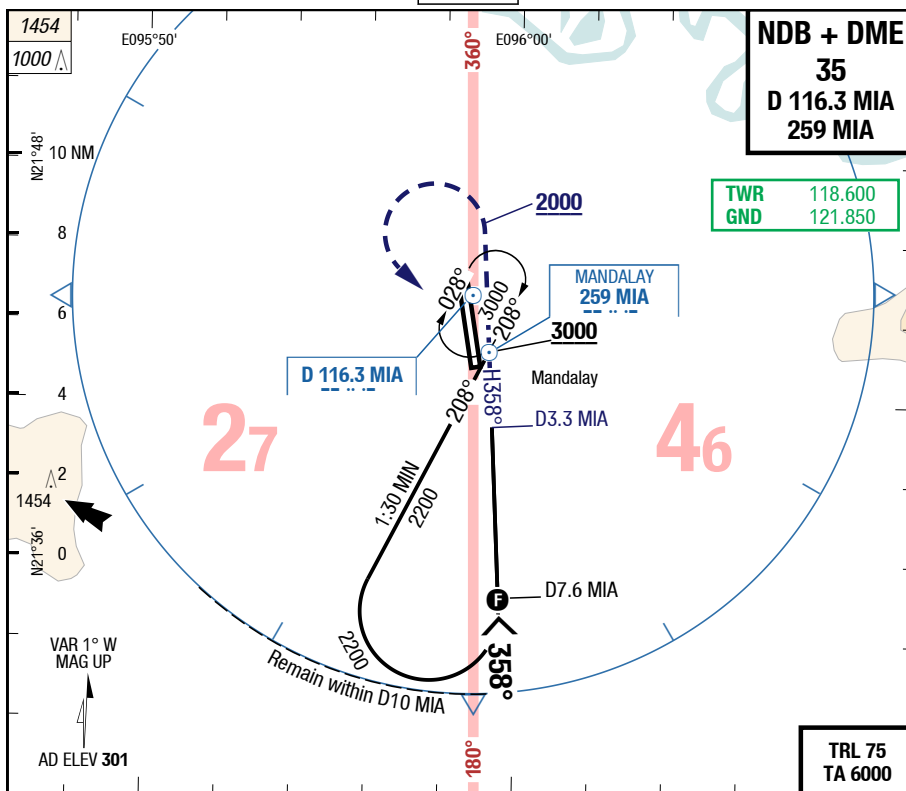 1454
1000
E095°50'
360°
E096°00'
NDB + DME
35
D 116.3 MIA
259 MIA
N21°48'
10 NM
TWR 118.600
GND 121.850
8
2000
6
028°
3000
208°
MANDALAY
259 MIA
3000
D 116.3 MIA
4
208°
H358°
Mandalay
D3.3 MIA
27
46
2
1454
1:30 MIN
2200
N21°36'
0
F
D7.6 MIA
2200
358°
VAR 1° W
MAG UP
Remain within D10 MIA
AD ELEV 301
180°
TRL 75
TA 6000